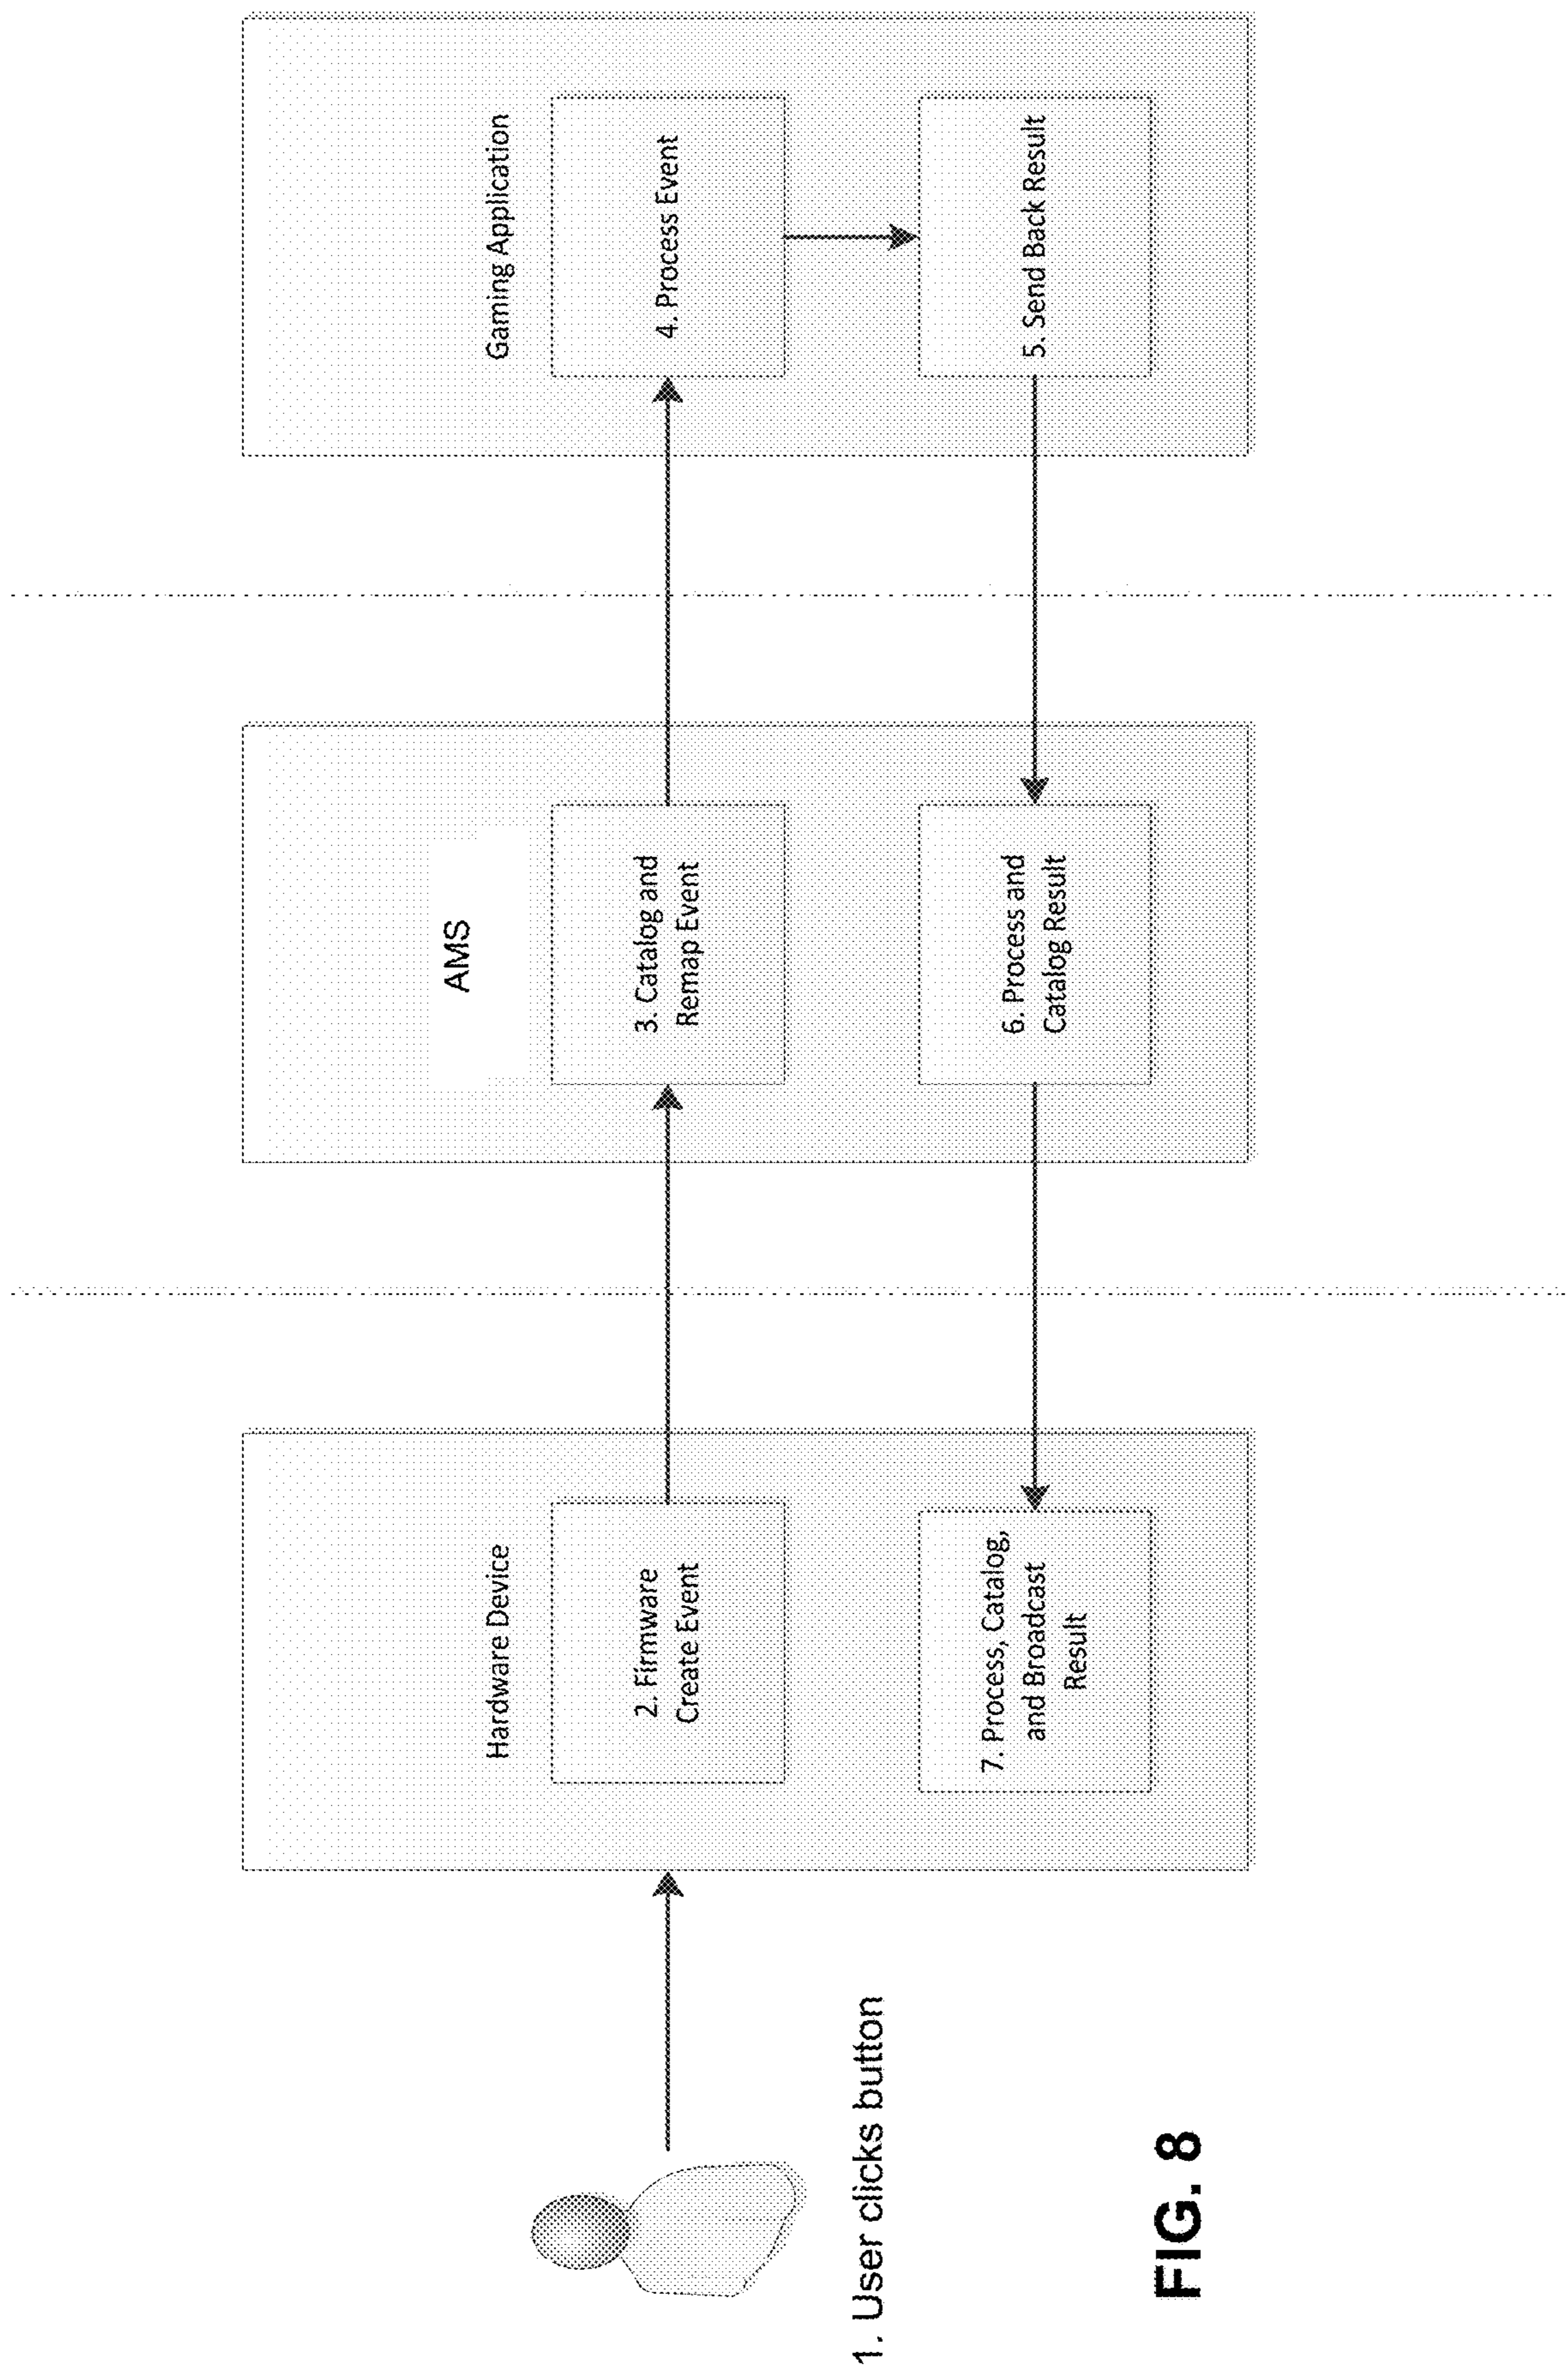 1. User clicks button
Hardware Device
2. Firmware
Create Event
AMS
3. Catalog and
Remap Event
Gaming Application
4. Process Event
5. Send Back Result
6. Process and
Catalog Result
7. Process, Catalog,
and Broadcast
Result
FIG. 8